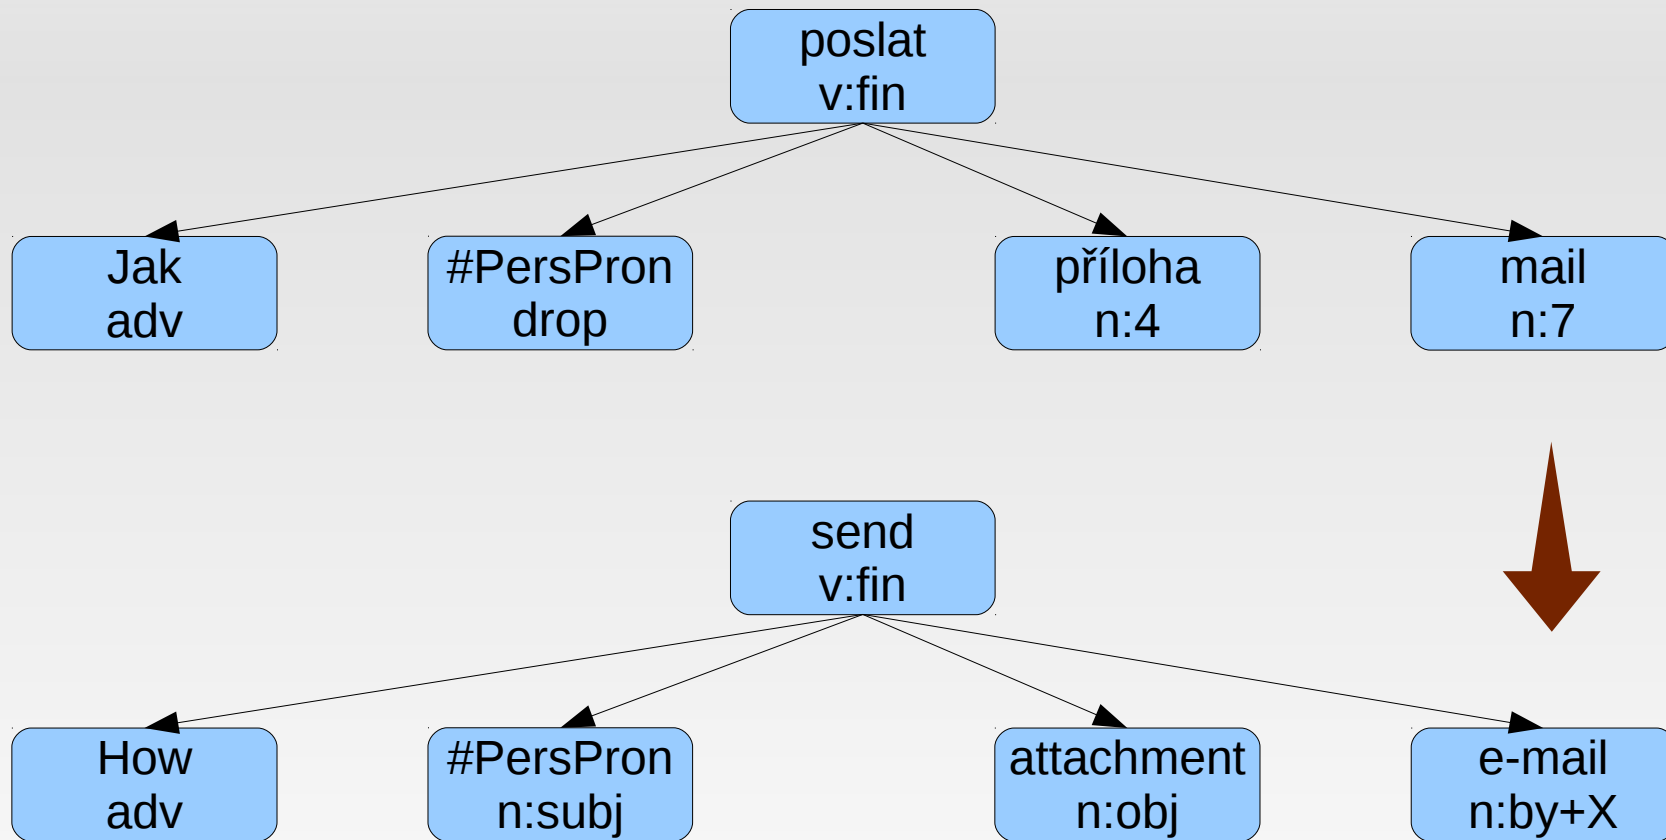 poslat
v:fin
Jak
adv
#PersPron
drop
příloha
n:4
mail
n:7
send
v:fin
How
adv
#PersPron
n:subj
attachment
n:obj
e-mail
n:by+X